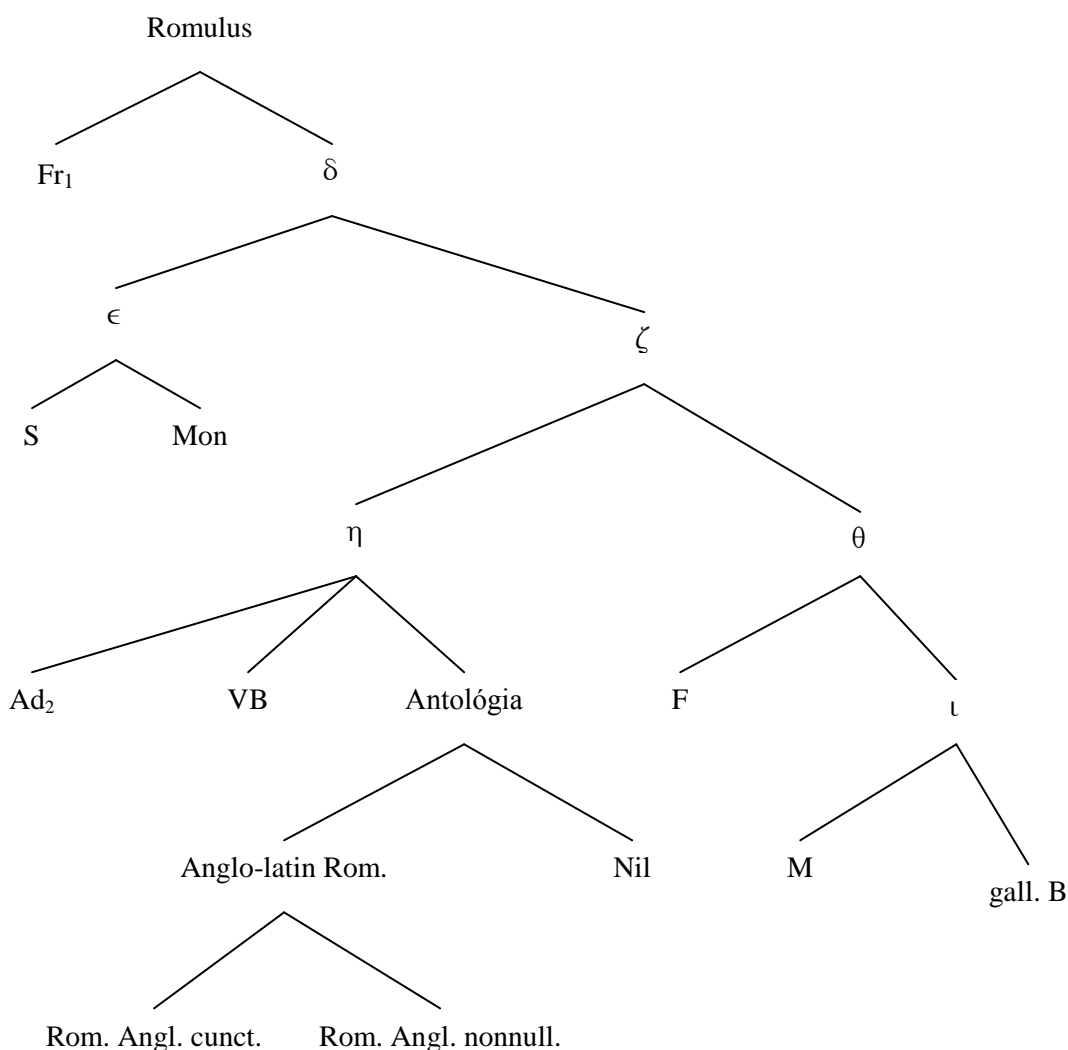 Romulus
Fr₁ δ
ϵ ζ
S Mon
η θ
Ad₂ VB Antológia F ι
Anglo-latin Rom. Nil M gall. B
Rom. Angl. cunct. Rom. Angl. nonnull.